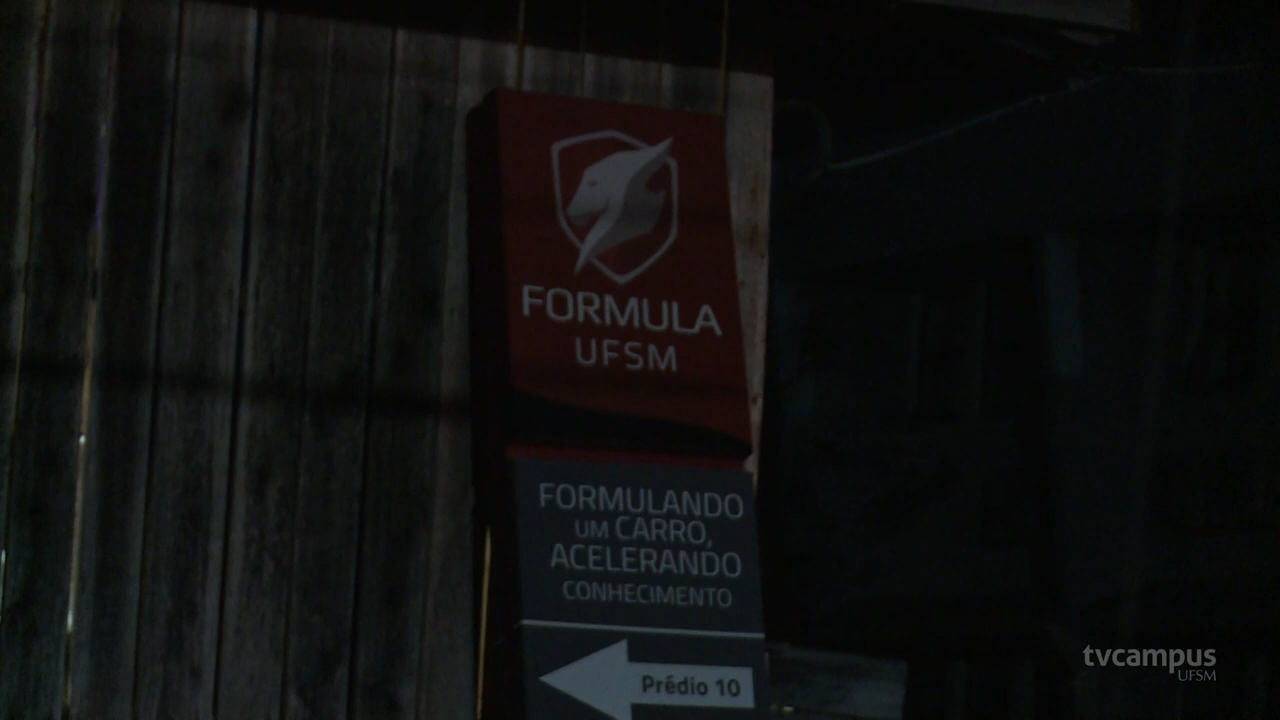 FORMULA
UFSM
FORMULANDO
UM CARRO,
ACELERANDO
CONHECIMENTO
Prédio 10
tvcampus
UFSM